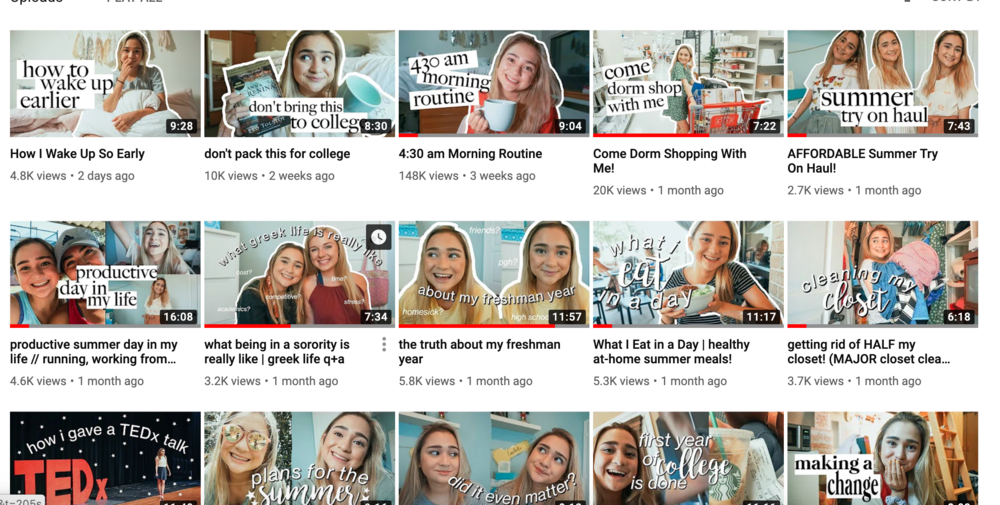 PLAY ALL
how to
wake up
earlier
9:28
don't bring this
to college
8:30
430 am
morning
routine
9:04
come
dorm shop
with me
7:22
summer
try on haul
7:43
How I Wake Up So Early
4.8K views • 2 days ago
don't pack this for college
10K views • 2 weeks ago
4:30 am Morning Routine
148K views • 3 weeks ago
Come Dorm Shopping With
Me!
20K views • 1 month ago
AFFORDABLE Summer Try
On Haul!
2.7K views • 1 month ago
productive
day in
my life
16:08
what greek life is really like
cost?
time?
competitive?
stress?
academics?
7:34
friends?
pgh?
about my freshman year
homesick?
high school
11:57
what i
eat
in a day
11:17
cleaning my
closet
6:18
productive summer day in my
life // running, working from...
4.6K views • 1 month ago
what being in a sorority is
really like | greek life q+a
3.2K views • 1 month ago
the truth about my freshman
year
5.8K views • 1 month ago
What I Eat in a Day | healthy
at-home summer meals!
5.3K views • 1 month ago
getting rid of HALF my
closet! (MAJOR closet clea...
3.7K views • 1 month ago
how i gave a TEDx talk
TEDx
plans for the
summer
did it even matter?
first year
of college
is done
making a
change
&t=205s